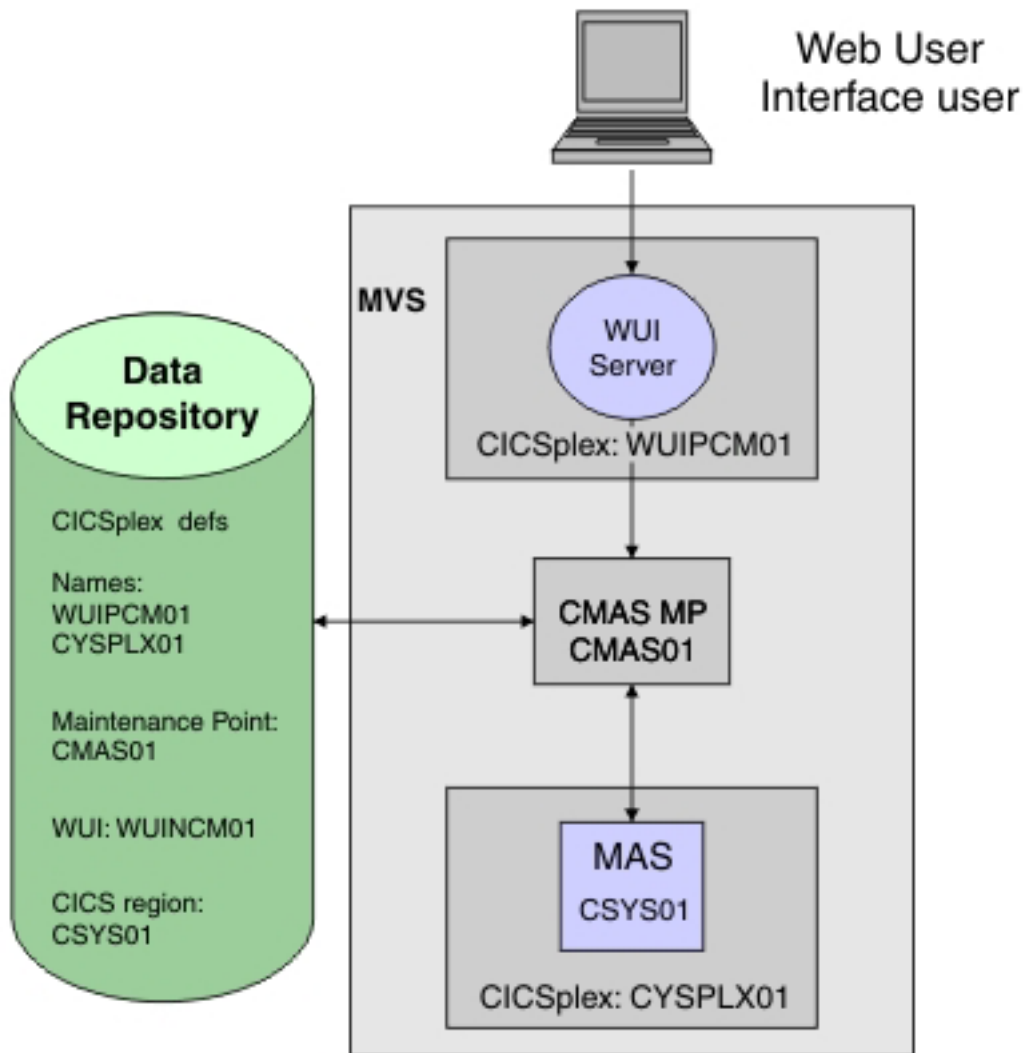 Web User
Interface user
MVS
WUI
Server
CICSplex: WUIPCM01
Data
Repository
CICSplex defs
Names:
WUIPCM01
CYSPLX01
Maintenance Point:
CMAS01
WUI: WUINCM01
CICS region:
CSYS01
CMAS MP
CMAS01
MAS
CSYS01
CICSplex: CYSPLX01